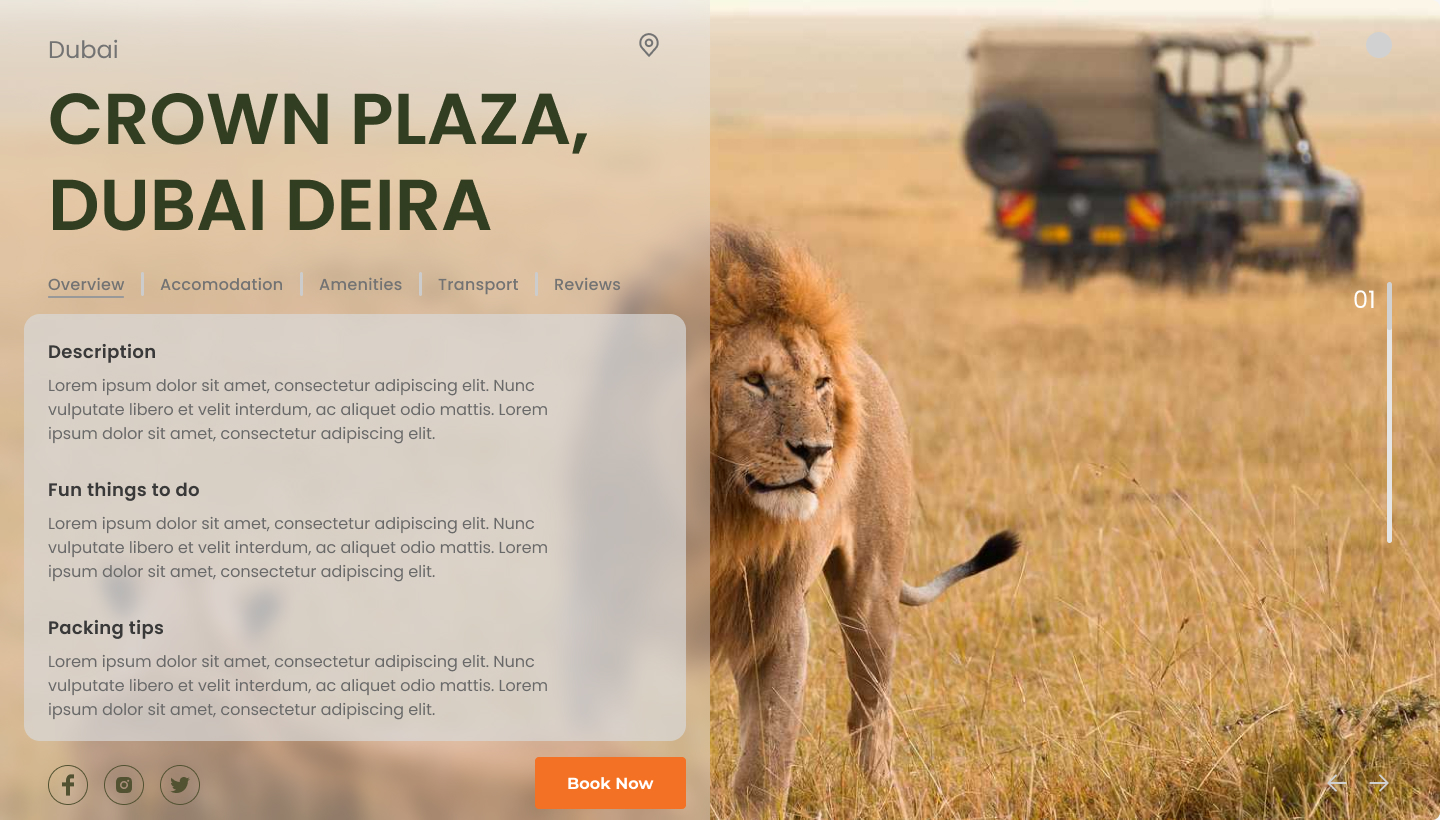 Dubai
CROWN PLAZA,
DUBAI DEIRA
Overview
Accomodation
Amenities
Transport
Reviews
Description
Lorem ipsum dolor sit amet, consectetur adipiscing elit. Nunc
vulputate libero et velit interdum, ac aliquet odio mattis. Lorem
ipsum dolor sit amet, consectetur adipiscing elit.
Fun things to do
Lorem ipsum dolor sit amet, consectetur adipiscing elit. Nunc
vulputate libero et velit interdum, ac aliquet odio mattis. Lorem
ipsum dolor sit amet, consectetur adipiscing elit.
Packing tips
Lorem ipsum dolor sit amet, consectetur adipiscing elit. Nunc
vulputate libero et velit interdum, ac aliquet odio mattis. Lorem
ipsum dolor sit amet, consectetur adipiscing elit.
Book Now
01